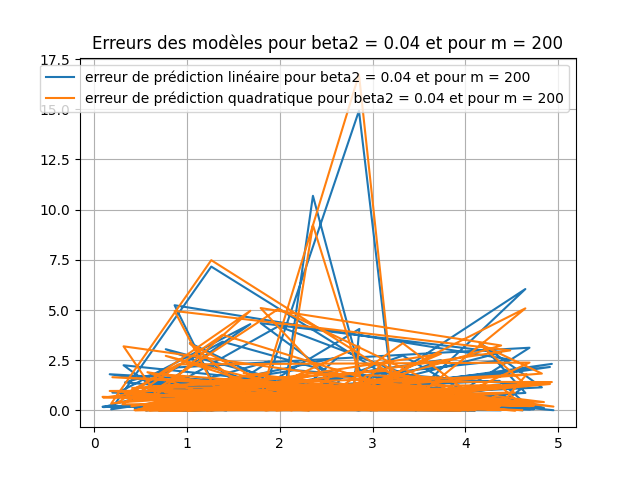 Erreurs des modèles pour beta2 = 0.04 et pour m = 200
17.5
erreur de prédiction linéaire pour beta2 = 0.04 et pour m = 200
erreur de prédiction quadratique pour beta2 = 0.04 et pour m = 200
15.0
12.5
10.0
7.5
5.0
2.5
0.0
0 1 2 3 4 5